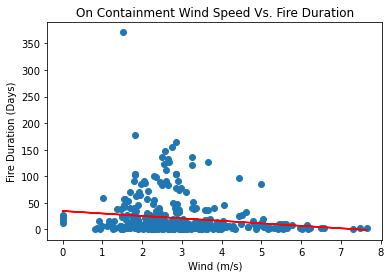 On Containment Wind Speed Vs. Fire Duration
Fire Duration (Days)
350
300
250
200
150
100
50
0
0 1 2 3 4 5 6 7 8
Wind (m/s)